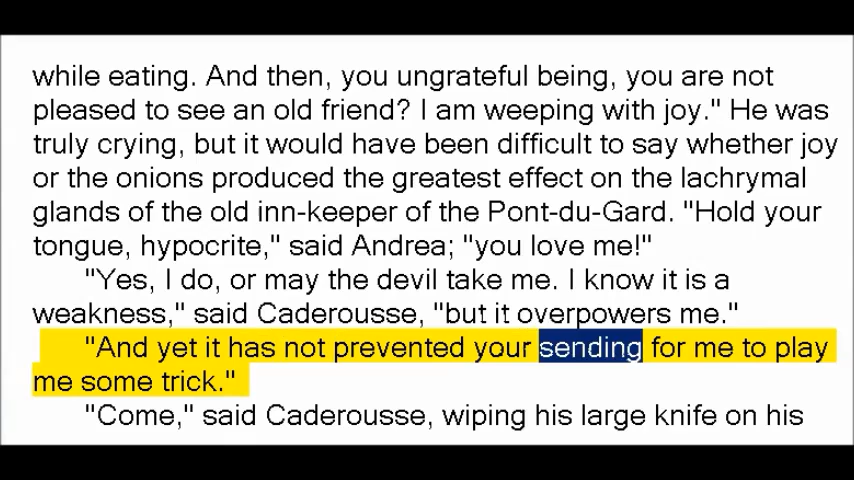 while eating. And then, you ungrateful being, you are not
pleased to see an old friend? I am weeping with joy." He was
truly crying, but it would have been difficult to say whether joy
or the onions produced the greatest effect on the lachrymal
glands of the old inn-keeper of the Pont-du-Gard. "Hold your
tongue, hypocrite," said Andrea; "you love me!"
"Yes, I do, or may the devil take me. I know it is a
weakness," said Caderousse, "but it overpowers me."
"And yet it has not prevented your sending for me to play
me some trick."
"Come," said Caderousse, wiping his large knife on his